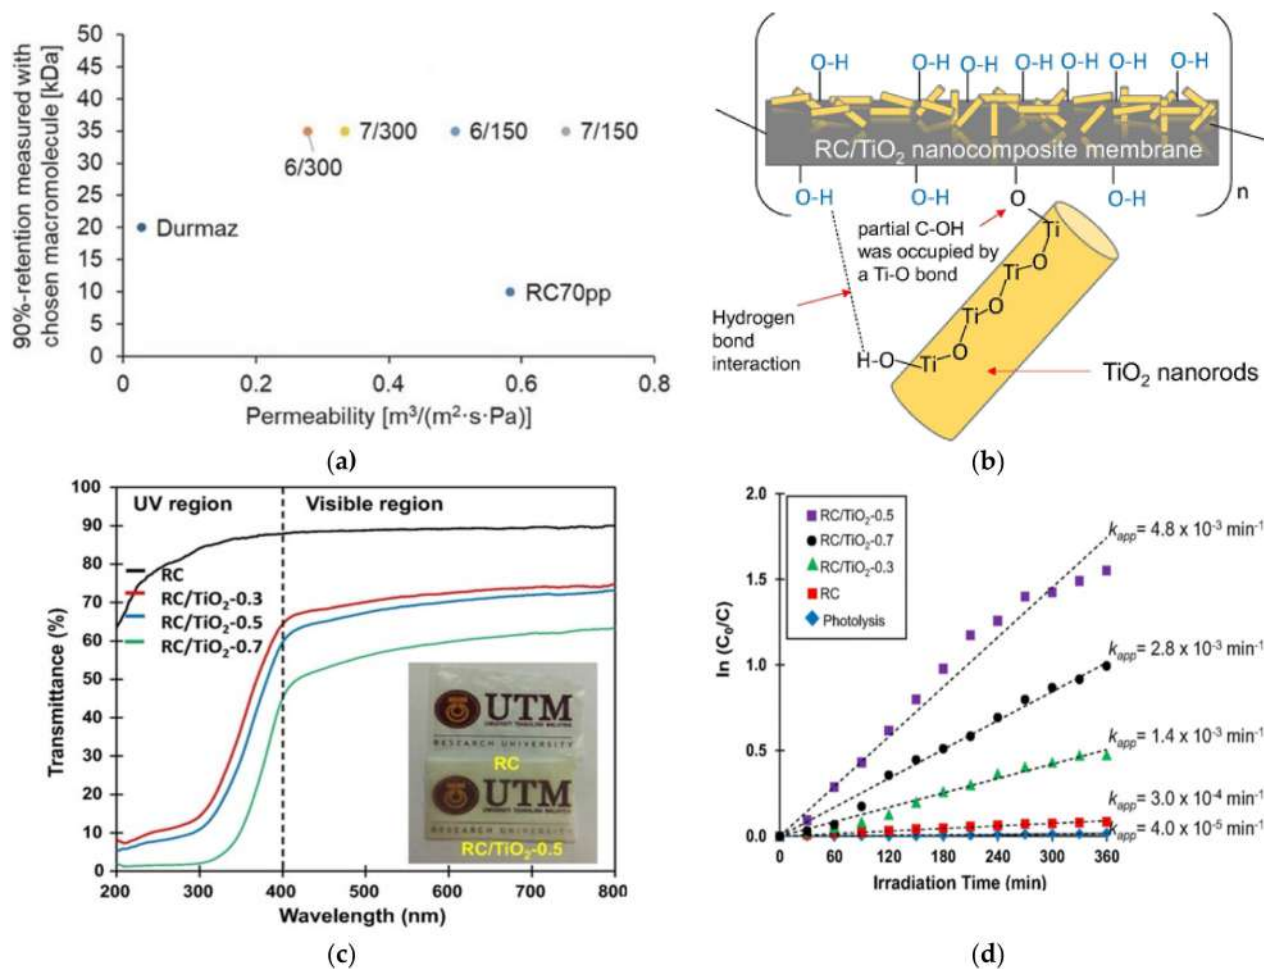 90%-retention measured with
chosen macromolecule [kDa]
50
45
40
35
30
25
20
15
10
5
0
7/300
6/150
7/150
6/300
Durmaz
RC70pp
0
0.2
0.4
0.6
0.8
Permeability [m³/(m²·s·Pa)]
(a)
O-H
O-H
O-H
O-H
O-H
O-H
O-H
RC/TiO₂ nanocomposite membrane
n
O-H
O-H
O
O-H
partial C-OH
was occupied by
a Ti-O bond
Ti
O
Ti
O
Ti
O
Ti
H-O
Hydrogen
bond
interaction
TiO₂ nanorods
(b)
100
90
80
70
60
50
40
30
20
10
0
Transmittance (%)
UV region
Visible region
RC
RC/TiO₂-0.3
RC/TiO₂-0.5
RC/TiO₂-0.7
UTM
UNIVERSITI TEKNOLOGI MALAYSIA
RESEARCH UNIVERSITY
RC
UTM
RESEARCH UNIVERSITY
RC/TiO₂-0.5
200
300
400
500
600
700
800
Wavelength (nm)
(c)
2.0
1.5
1.0
0.5
0.0
ln (C₀/C)
RC/TiO₂-0.5
RC/TiO₂-0.7
RC/TiO₂-0.3
RC
Photolysis
kapp= 4.8 x 10⁻³ min⁻¹
kapp= 2.8 x 10⁻³ min⁻¹
kapp= 1.4 x 10⁻³ min⁻¹
kapp= 3.0 x 10⁻⁴ min⁻¹
kapp= 4.0 x 10⁻⁵ min⁻¹
0
60
120
180
240
300
360
Irradiation Time (min)
(d)